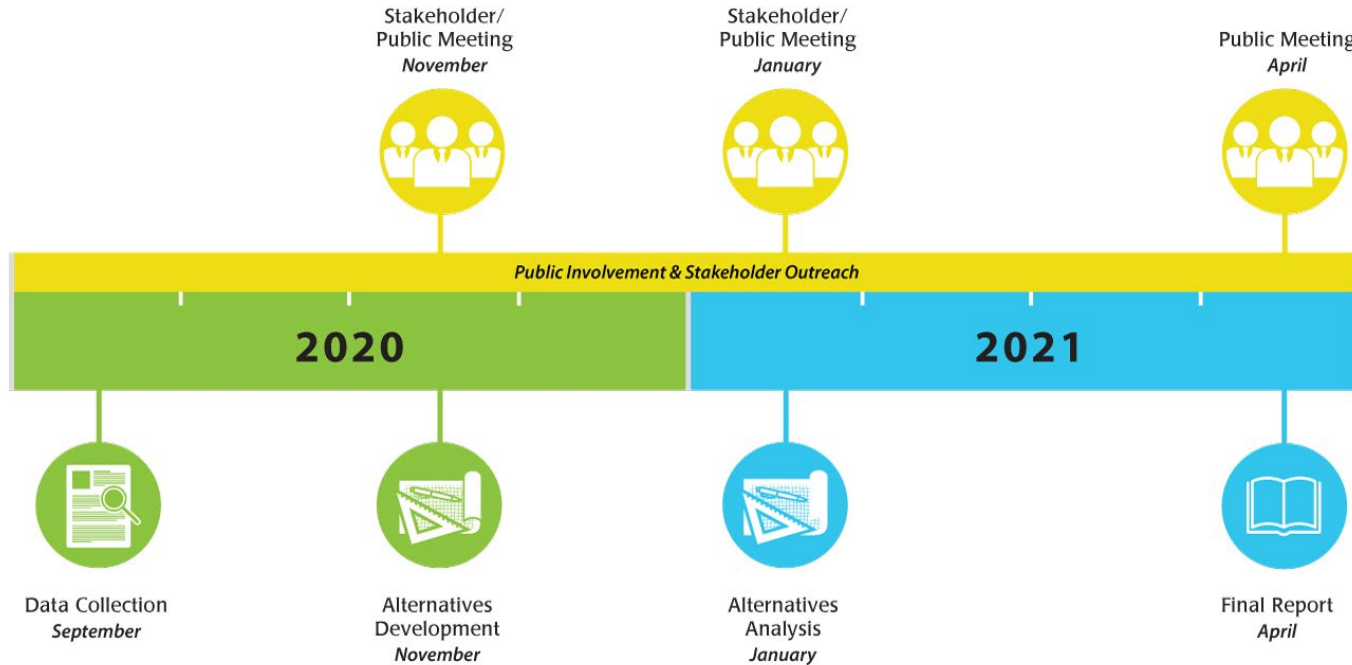 Stakeholder/
Public Meeting
November
Stakeholder/
Public Meeting
January
Public Meeting
April
Public Involvement & Stakeholder Outreach
2020
2021
Data Collection
September
Alternatives
Development
November
Alternatives
Analysis
January
Final Report
April